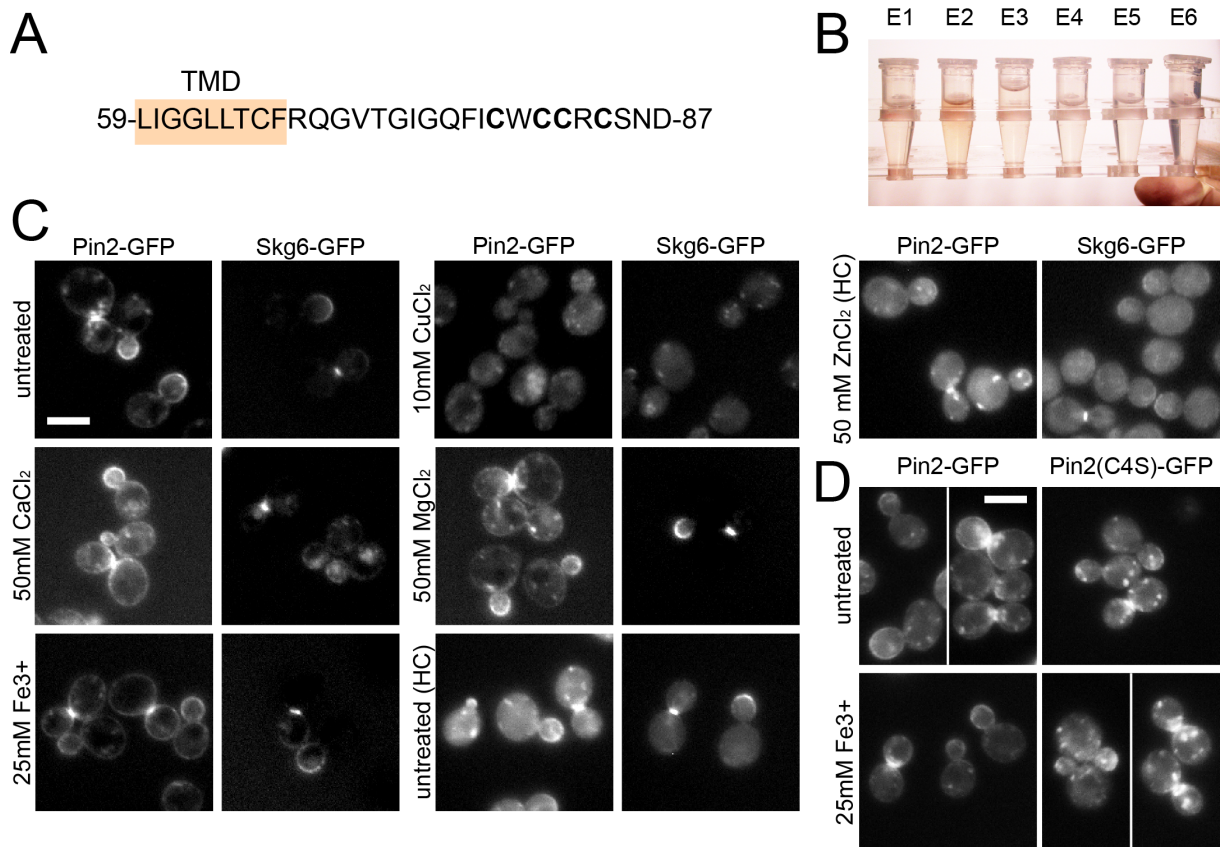 A
TMD
59-LIGGLLTCFRQGVTGIGQFICWCCRCSND-87
B
E1 E2 E3 E4 E5 E6
C
Pin2-GFP Skg6-GFP Pin2-GFP Skg6-GFP Pin2-GFP Skg6-GFP
untreated
10mM CuCl₂
50 mM ZnCl₂ (HC)
50mM CaCl₂
50mM MgCl₂
25mM Fe3+
untreated (HC)
D
Pin2-GFP Pin2(C4S)-GFP
untreated
25mM Fe3+